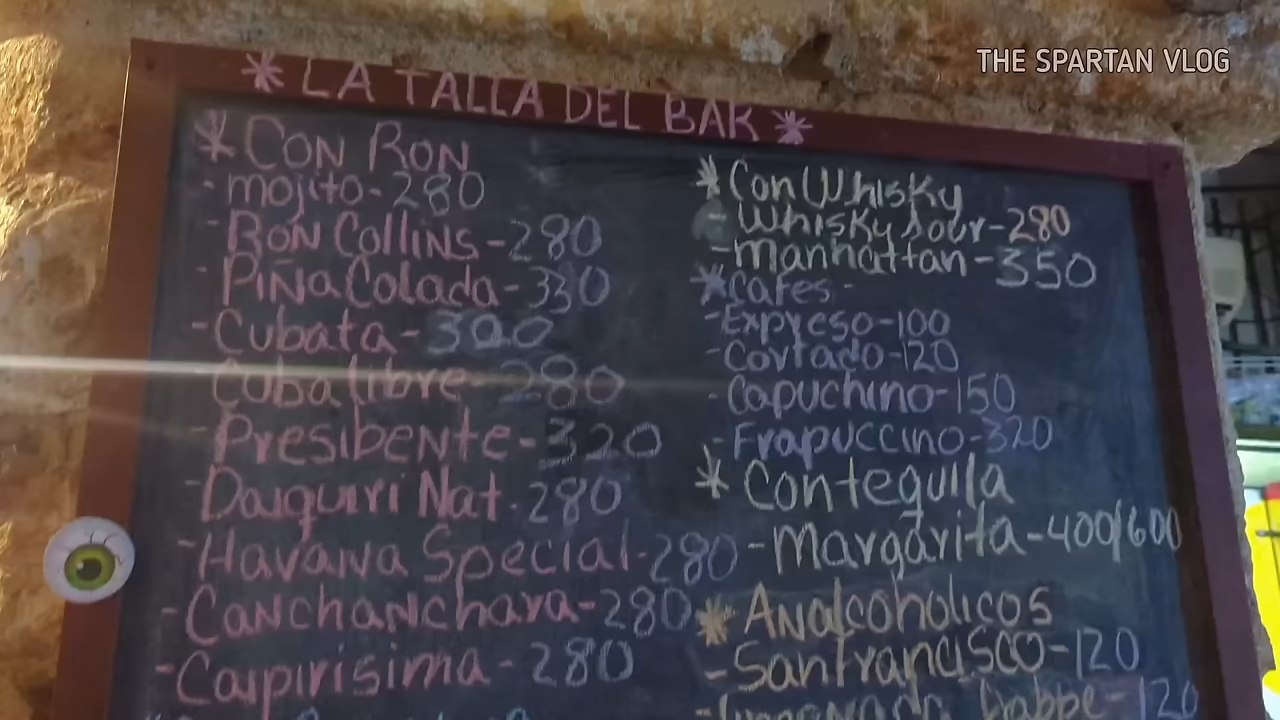 THE SPARTAN VLOG
* LA TALLA DEL BAR *
* CON RON
- mojito - 280
- RON Collins - 280
- PIÑA Colada - 330
- Cubata - 300
Cuba libre - 280
- Presibente - 320
- Daiquiri Nat. 280
- Havana Special - 280
- Canchanchara - 280
- Caipirisima - 280
* Con Whisky
Whisky Sour - 280
- Manhattan - 350
* Cafes -
- Expreso - 100
- Cortado - 120
- Capuchino - 150
- Frapuccino - 320
* Con tequila
- Margarita - 400/600
* Analcoholicos
- Sanfrancisco - 120
- 120